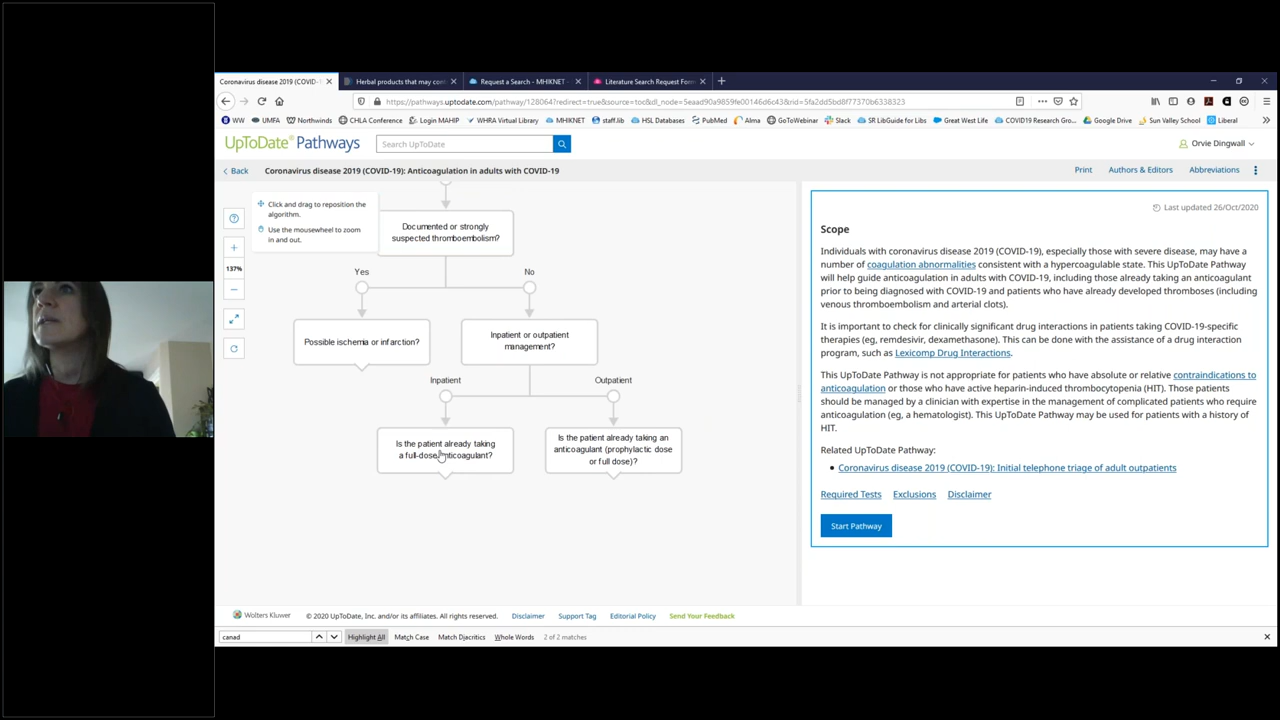 Coronavirus disease 2019 (COVID-
Herbal products that may con
Request a Search - MHIKNET -
Literature Search Request Form
https://pathways.uptodate.com/pathway/128064?redirect=true&source=toc&dl_node=5eaad90a9859fe00146d6c43&rid=5fa2dd5bd8f77370b6338323
WW UMFA Northwinds CHLA Conference Login MAHIP WHRA Virtual Library staff.lib HSL Databases MHIKNET PubMed Alma GoToWebinar Slack SR LibGuide for Libs Great West Life COVID19 Research Gro... Google Drive Sun Valley School Liberal
UpToDate® Pathways
Search UpToDate
Orvie Dingwall
Back
Coronavirus disease 2019 (COVID-19): Anticoagulation in adults with COVID-19
Print
Authors & Editors
Abbreviations
Click and drag to reposition the
algorithm.
Use the mousewheel to zoom
in and out.
137%
Documented or strongly
suspected thromboembolism?
Yes
No
Possible ischemia or infarction?
Inpatient or outpatient
management?
Inpatient
Outpatient
Is the patient already taking
a full-dose anticoagulant?
Is the patient already taking an
anticoagulant (prophylactic dose
or full dose)?
Last updated 26/Oct/2020
Scope
Individuals with coronavirus disease 2019 (COVID-19), especially those with severe disease, may have a
number of coagulation abnormalities consistent with a hypercoagulable state. This UpToDate Pathway
will help guide anticoagulation in adults with COVID-19, including those already taking an anticoagulant
prior to being diagnosed with COVID-19 and patients who have already developed thromboses (including
venous thromboembolism and arterial clots).
It is important to check for clinically significant drug interactions in patients taking COVID-19-specific
therapies (eg, remdesivir, dexamethasone). This can be done with the assistance of a drug interaction
program, such as Lexicomp Drug Interactions.
This UpToDate Pathway is not appropriate for patients who have absolute or relative contraindications to
anticoagulation or those who have active heparin-induced thrombocytopenia (HIT). Those patients
should be managed by a clinician with expertise in the management of complicated patients who require
anticoagulation (eg, a hematologist). This UpToDate Pathway may be used for patients with a history of
HIT.
Related UpToDate Pathway:
Coronavirus disease 2019 (COVID-19): Initial telephone triage of adult outpatients
Required Tests
Exclusions
Disclaimer
Start Pathway
Wolters Kluwer
© 2020 UpToDate, Inc. and/or its affiliates. All rights reserved.
Disclaimer
Support Tag
Editorial Policy
Send Your Feedback
canad
Highlight All
Match Case
Match Diacritics
Whole Words
2 of 2 matches